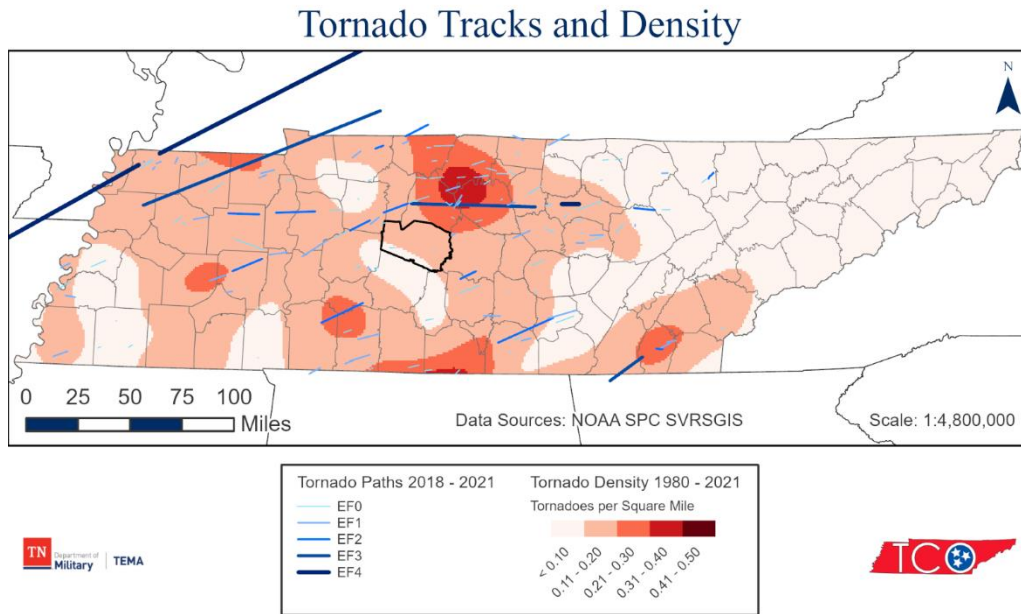 Tornado Tracks and Density
N
0 25 50 75 100
Miles
Data Sources: NOAA SPC SVRSGIS
Scale: 1:4,800,000
Tornado Paths 2018 - 2021
EF0
EF1
EF2
EF3
EF4
Tornado Density 1980 - 2021
Tornadoes per Square Mile
< 0.10
0.11 - 0.20
0.21 - 0.30
0.31 - 0.40
0.41 - 0.50
TN
Department of
Military
TEMA
TCO